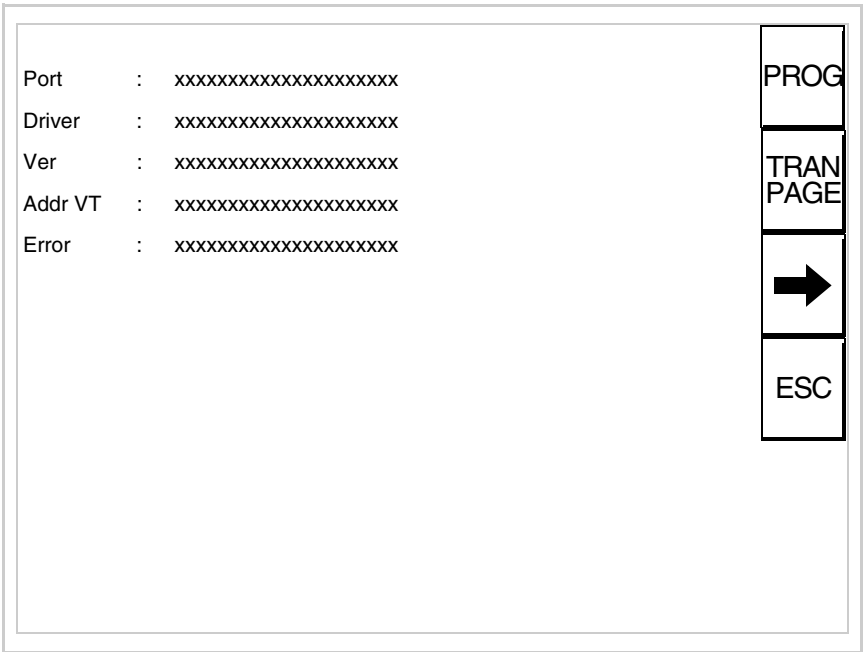 Port : xxxxxxxxxxxxxxxxxxxxx
Driver : xxxxxxxxxxxxxxxxxxxxx
Ver : xxxxxxxxxxxxxxxxxxxxx
Addr VT : xxxxxxxxxxxxxxxxxxxxx
Error : xxxxxxxxxxxxxxxxxxxxx
PROG
TRAN
PAGE
ESC